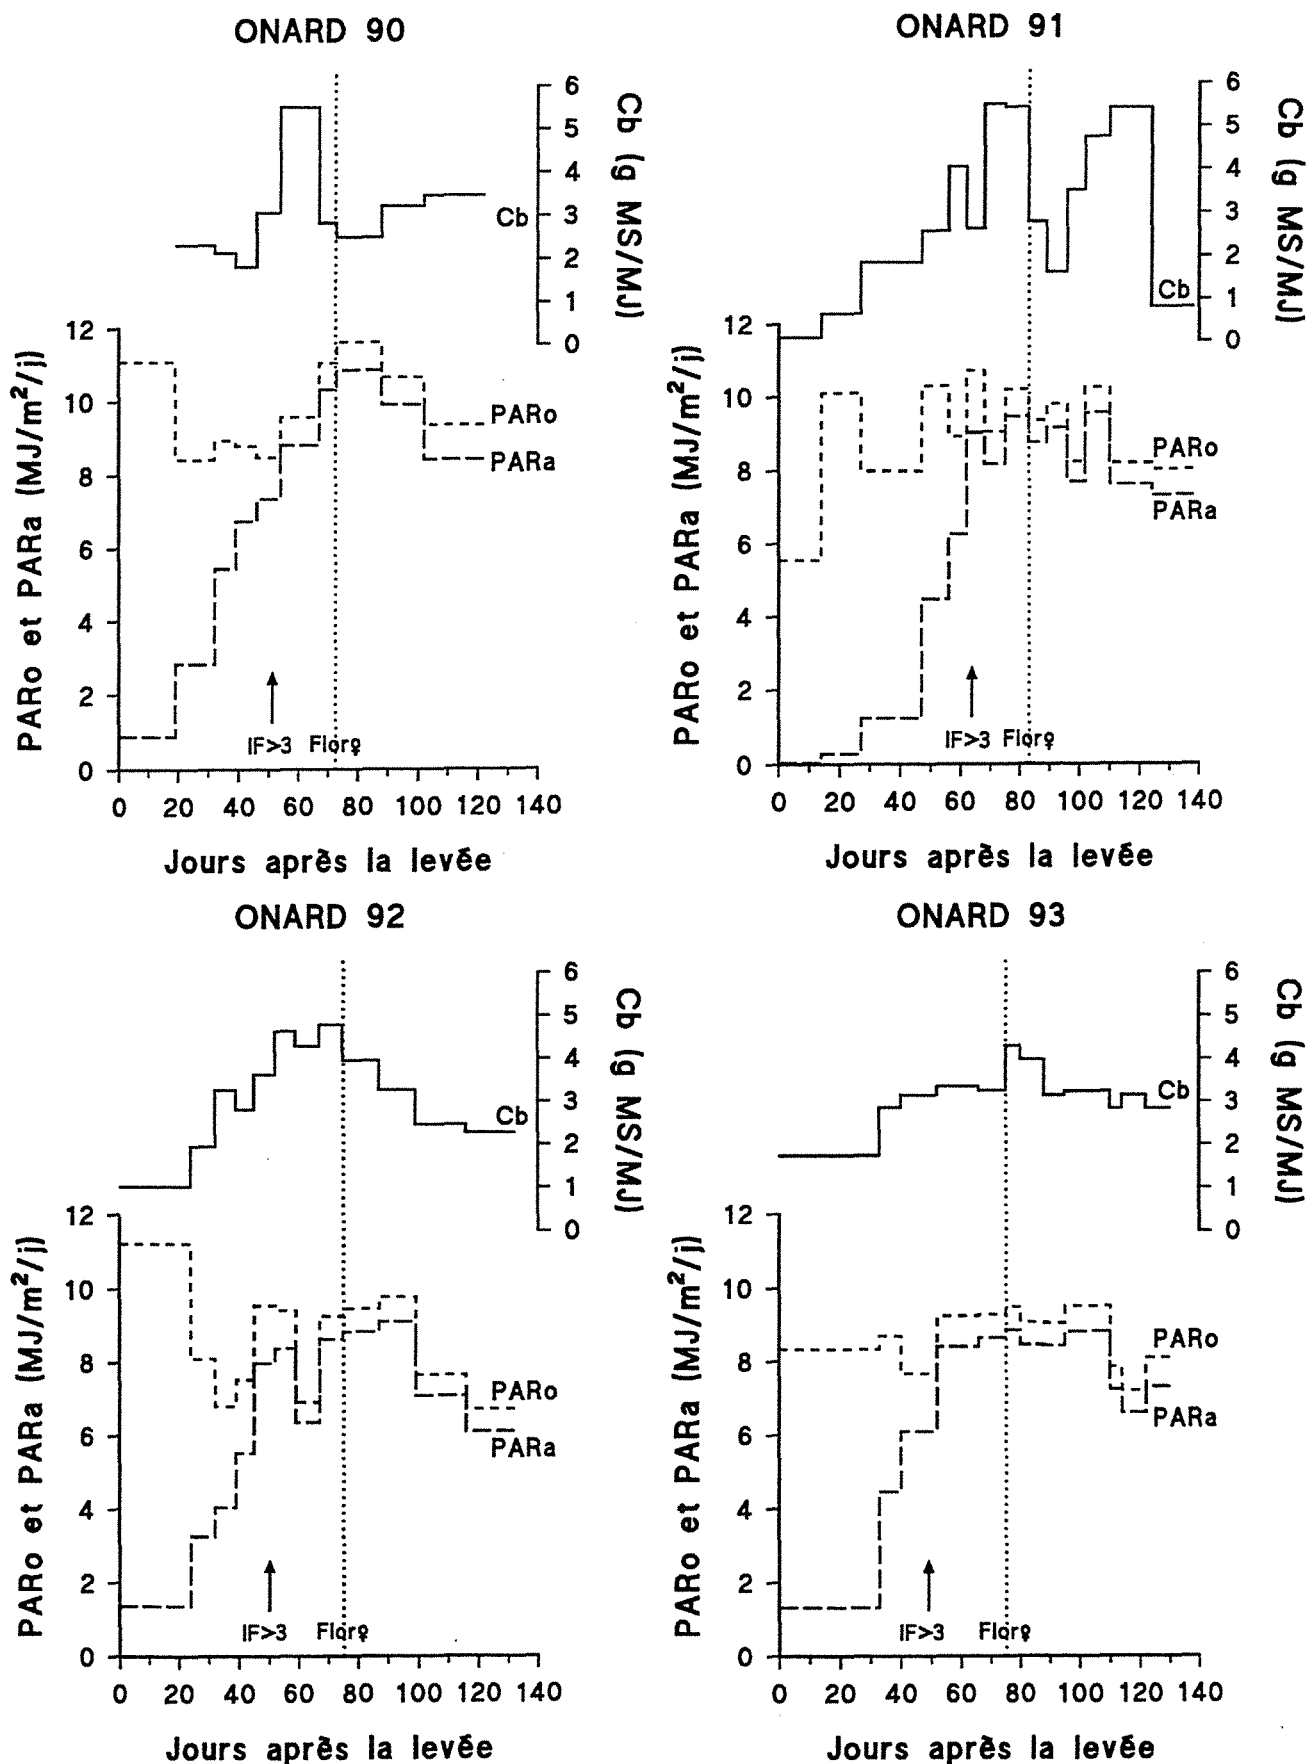 ONARD 90
6
5
4
3
2
1
0
Cb (g MS/MJ)
Cb
12
10
8
6
4
2
0
PARo et PARa (MJ/m²/j)
PARo
PARa
IF>3 Flor♀
0 20 40 60 80 100 120 140
Jours après la levée
ONARD 91
6
5
4
3
2
1
0
Cb (g MS/MJ)
Cb
12
10
8
6
4
2
0
PARo et PARa (MJ/m²/j)
PARo
PARa
IF>3 Flor♀
0 20 40 60 80 100 120 140
Jours après la levée
ONARD 92
6
5
4
3
2
1
0
Cb (g MS/MJ)
Cb
12
10
8
6
4
2
0
PARo et PARa (MJ/m²/j)
PARo
PARa
IF>3 Flor♀
0 20 40 60 80 100 120 140
Jours après la levée
ONARD 93
6
5
4
3
2
1
0
Cb (g MS/MJ)
Cb
12
10
8
6
4
2
0
PARo et PARa (MJ/m²/j)
PARo
PARa
IF>3 Flor♀
0 20 40 60 80 100 120 140
Jours après la levée